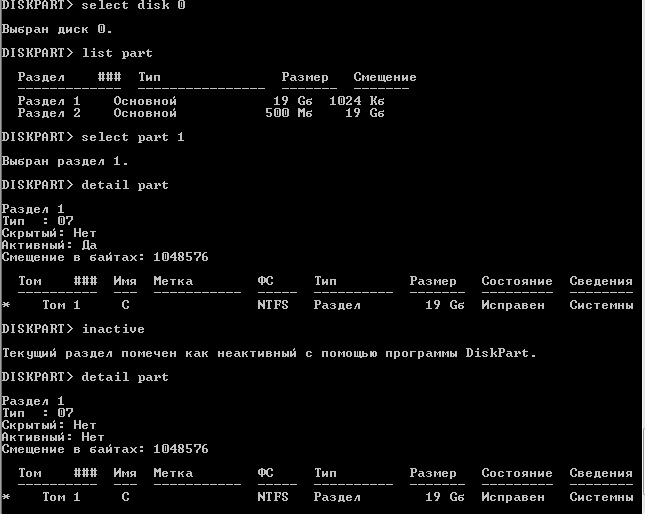 DISKPART> select disk 0
Выбран диск 0.
DISKPART> list part
Раздел    ###  Тип               Размер   Смещение
-------------  ----------------  -------  -------
Раздел 1    Основной            19 Gб  1024 Kб
Раздел 2    Основной           500 Mб    19 Gб
DISKPART> select part 1
Выбран раздел 1.
DISKPART> detail part
Раздел 1
Тип  : 07
Скрытый: Нет
Активный: Да
Смещение в байтах: 1048576
Том    ###  Имя  Метка        ФС     Тип         Размер   Состояние  Сведения
----------  ---  -----------  -----  ----------  -------  ---------  --------
*    Том 1     C                NTFS   Раздел        19 Gб  Исправен   Системны
DISKPART> inactive
Текущий раздел помечен как неактивный с помощью программы DiskPart.
DISKPART> detail part
Раздел 1
Тип  : 07
Скрытый: Нет
Активный: Нет
Смещение в байтах: 1048576
Том    ###  Имя  Метка        ФС     Тип         Размер   Состояние  Сведения
----------  ---  -----------  -----  ----------  -------  ---------  --------
*    Том 1     C                NTFS   Раздел        19 Gб  Исправен   Системны